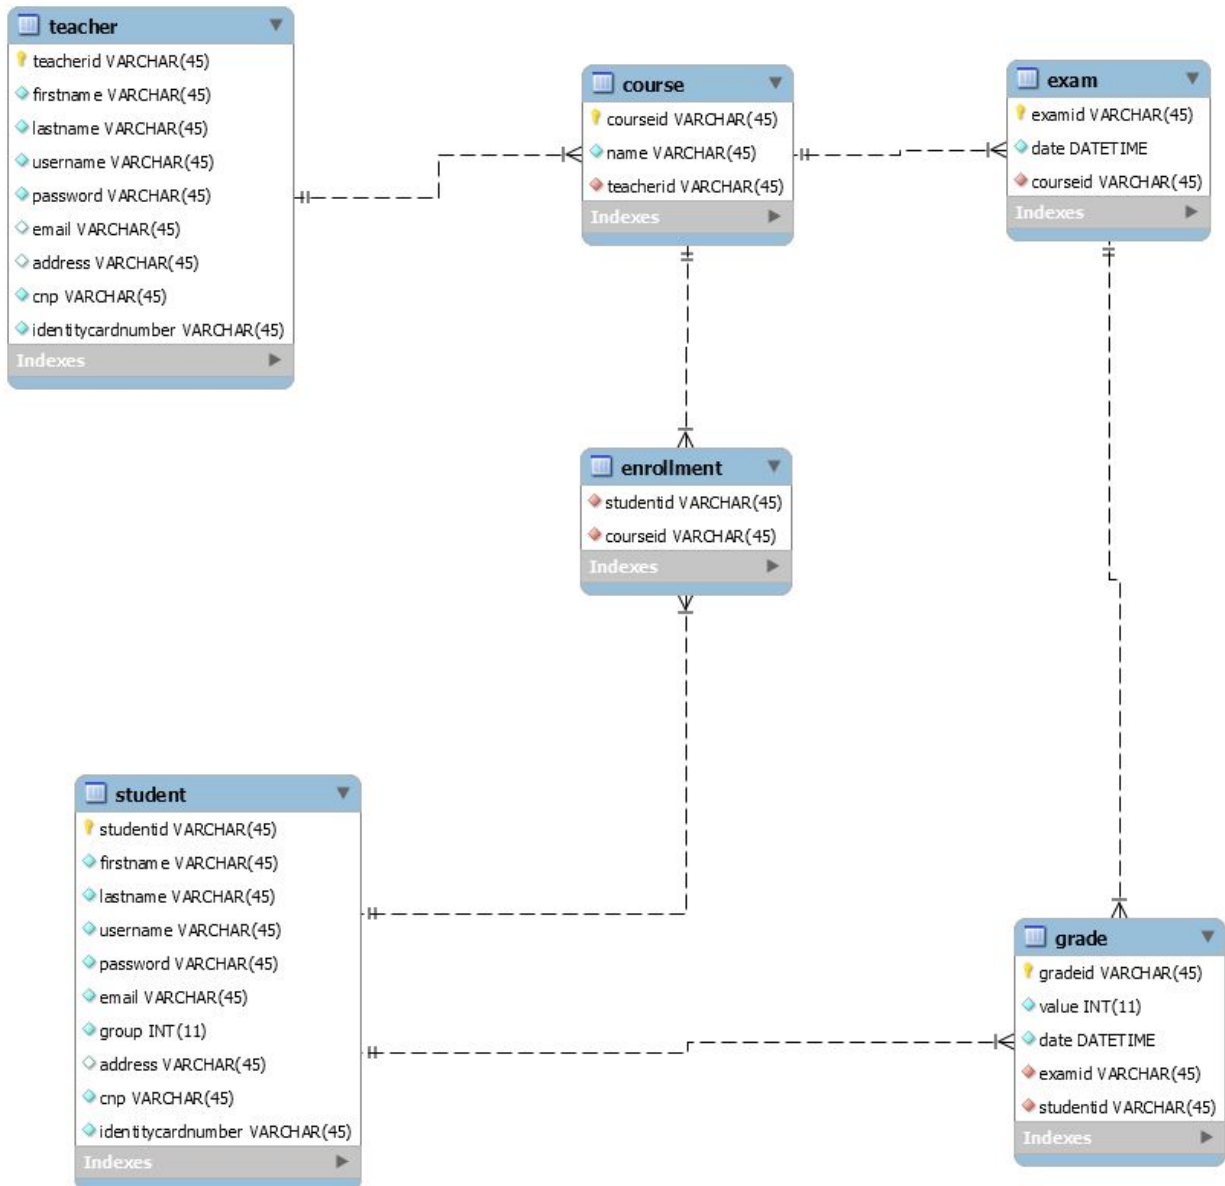 teacher
teacherid VARCHAR(45)
firstname VARCHAR(45)
lastname VARCHAR(45)
username VARCHAR(45)
password VARCHAR(45)
email VARCHAR(45)
address VARCHAR(45)
cnp VARCHAR(45)
identitycardnumber VARCHAR(45)
Indexes
course
courseid VARCHAR(45)
name VARCHAR(45)
teacherid VARCHAR(45)
Indexes
exam
examid VARCHAR(45)
date DATETIME
courseid VARCHAR(45)
Indexes
enrollment
studentid VARCHAR(45)
courseid VARCHAR(45)
Indexes
student
studentid VARCHAR(45)
firstname VARCHAR(45)
lastname VARCHAR(45)
username VARCHAR(45)
password VARCHAR(45)
email VARCHAR(45)
group INT(11)
address VARCHAR(45)
cnp VARCHAR(45)
identitycardnumber VARCHAR(45)
Indexes
grade
gradeid VARCHAR(45)
value INT(11)
date DATETIME
examid VARCHAR(45)
studentid VARCHAR(45)
Indexes